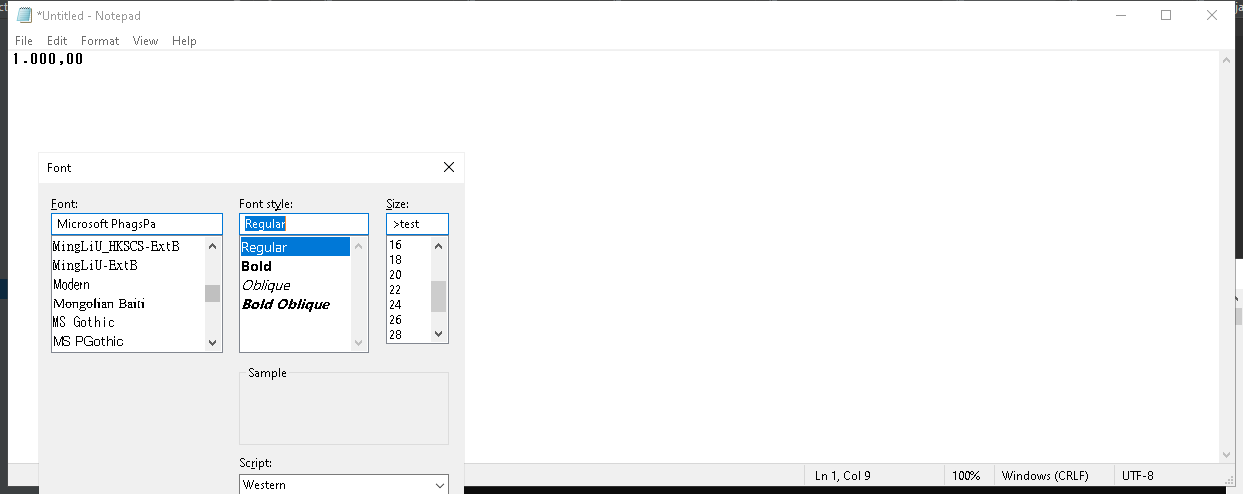 *Untitled - Notepad
File Edit Format View Help
1.000,00
Font
Font: Font style: Size:
Microsoft PhagsPa Regular >test
MingLiU_HKSCS-ExtB Regular 16
MingLiU-ExtB Bold 18
Modern Oblique 20
Mongolian Baiti Bold Oblique 22
MS Gothic 24
MS PGothic 26
28
Sample
Script:
Western
Ln 1, Col 9 100% Windows (CRLF) UTF-8